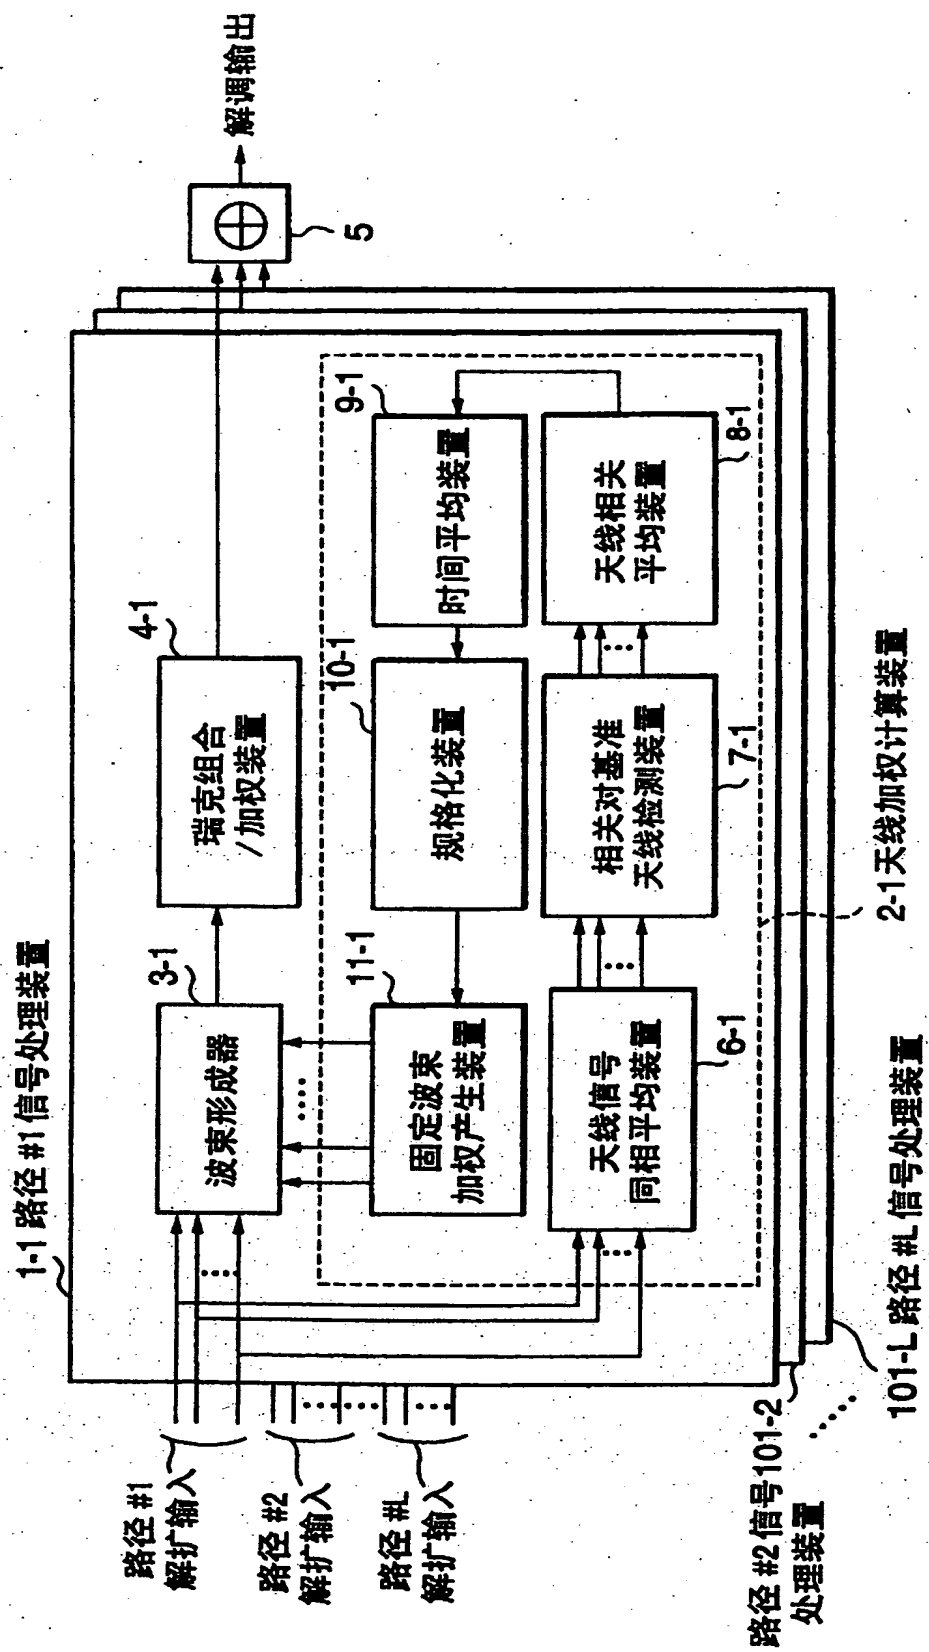 1-1 路径 #1 信号处理装置
路径 #1
解扩输入
路径 #2
解扩输入
路径 #L
解扩输入
3-1
波束形成器
4-1
瑞克组合
/加权装置
5
解调输出
11-1
固定波束
加权产生装置
10-1
规格化装置
9-1
时间平均装置
天线信号
同相平均装置
6-1
相关对基准
天线检测装置
7-1
天线相关
平均装置
8-1
2-1天线加权计算装置
路径 #2信号101-2
处理装置
101-L 路径 #L 信号处理装置